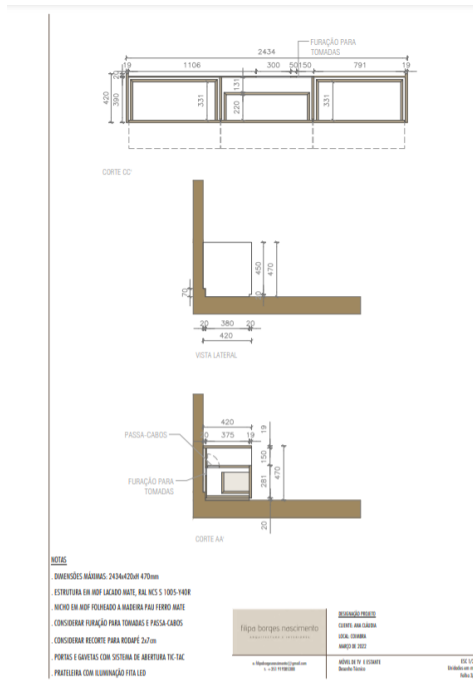 FURAÇÃO PARA
TOMADAS
2434
19 1106 300 50 150 791 19
20
420
390
331
131
220
331
CORTE CC'
450
470
70
20 380 20
420
VISTA LATERAL
420
375 19
PASSA-CABOS
19
150
281
470
20
FURAÇÃO PARA
TOMADAS
CORTE AA'
NOTAS
. DIMENSÕES MÁXIMAS: 2434x420xH 470mm
. ESTRUTURA EM MDF LACADO MATE, RAL NCS S 1005-Y40R
. NICHO EM MDF FOLHEADO A MADEIRA PAU FERRO MATE
. CONSIDERAR FURAÇÃO PARA TOMADAS E PASSA-CABOS
. CONSIDERAR RECORTE PARA RODAPÉ 2x7cm
. PORTAS E GAVETAS COM SISTEMA DE ABERTURA TIC-TAC
. PRATELEIRA COM ILUMINAÇÃO FITA LED
filipa borges nascimento
DESIGNAÇÃO PROJETO
CLIENTE: ANA CLÁUDIA
LOCAL: COIMBRA
MARÇO DE 2022
MÓVEL DE TV E ESTANTE
Desenho Técnico